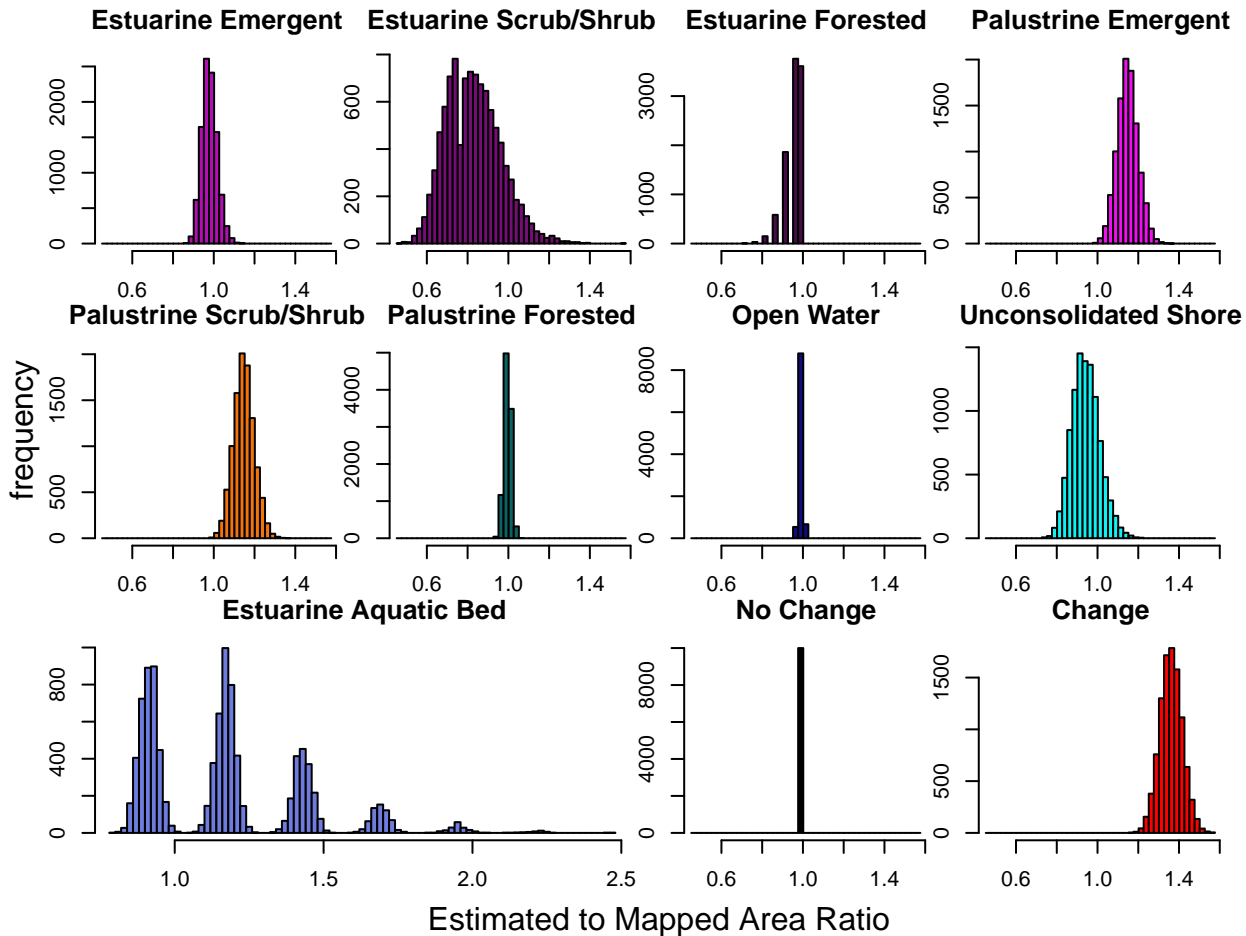 Estuarine Emergent
0 1000 2000
0.6 1.0 1.4
Estuarine Scrub/Shrub
0 200 600
0.6 1.0 1.4
Estuarine Forested
0 1000 3000
0.6 1.0 1.4
Palustrine Emergent
0 500 1500
0.6 1.0 1.4
frequency
Palustrine Scrub/Shrub
0 500 1500
0.6 1.0 1.4
Palustrine Forested
0 2000 4000
0.6 1.0 1.4
Open Water
0 4000 8000
0.6 1.0 1.4
Unconsolidated Shore
0 500 1000
0.6 1.0 1.4
Estuarine Aquatic Bed
0 400 800
1.0 1.5 2.0 2.5
No Change
0 4000 8000
0.6 1.0 1.4
Change
0 500 1500
0.6 1.0 1.4
Estimated to Mapped Area Ratio